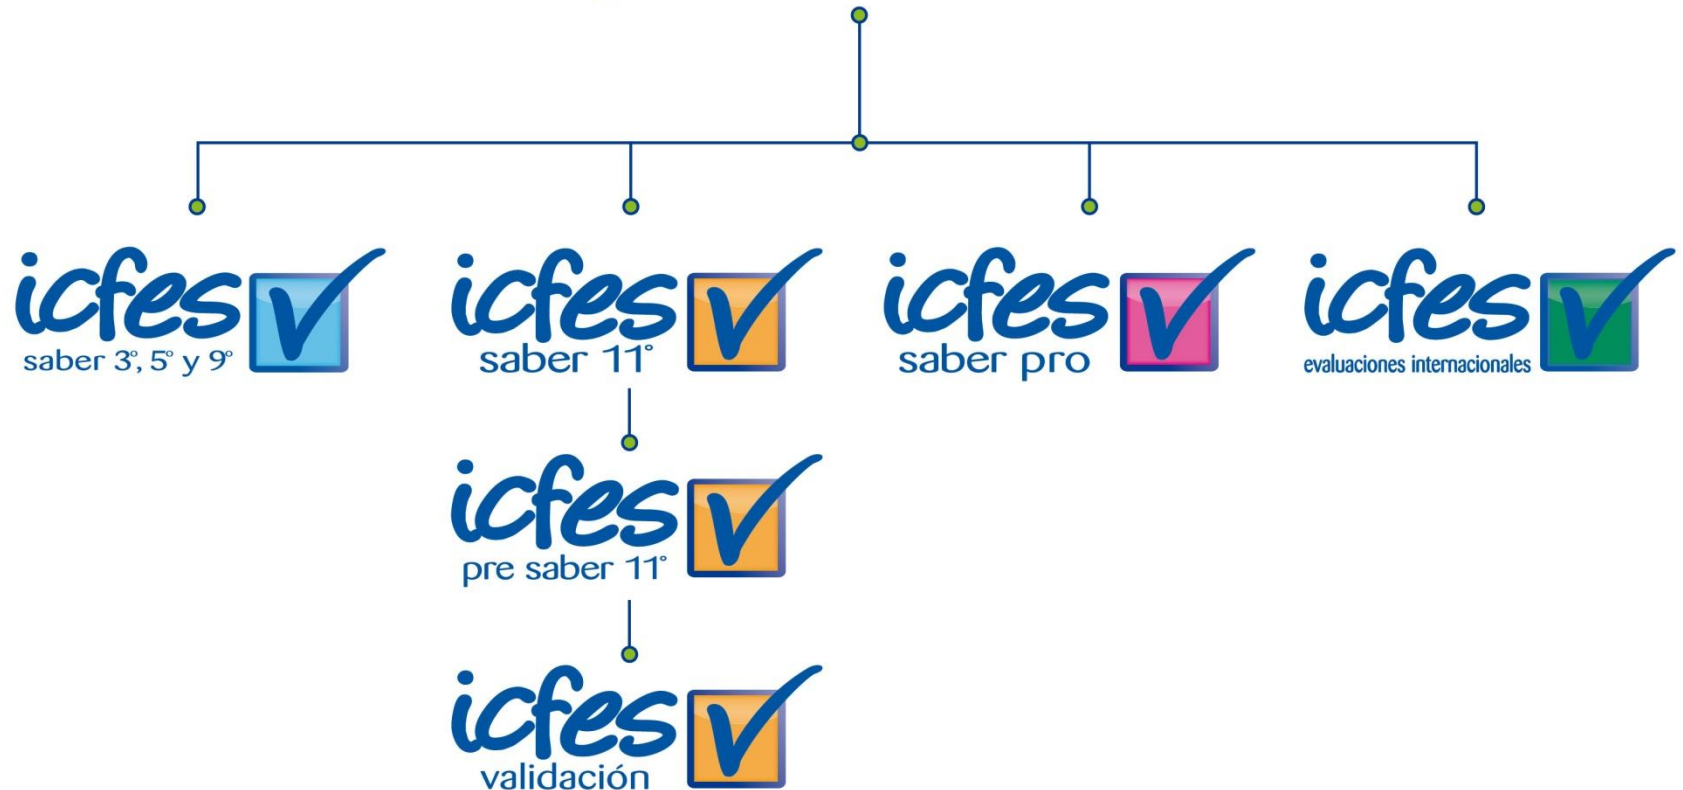 icfes
saber 3°, 5° y 9°
icfes
saber 11°
icfes
saber pro
icfes
evaluaciones internacionales
icfes
pre saber 11°
icfes
validación